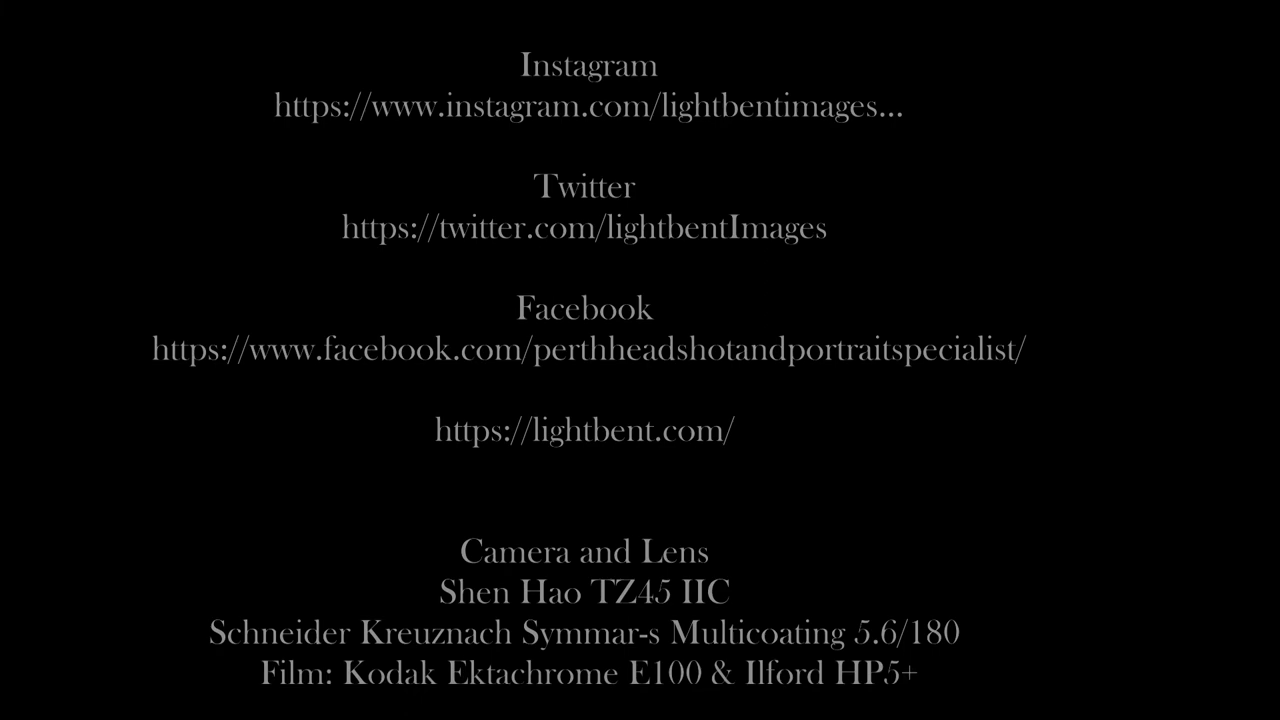 Instagram
https://www.instagram.com/lightbentimages...
Twitter
https://twitter.com/lightbentImages
Facebook
https://www.facebook.com/perthheadshotandportraitspecialist/
https://lightbent.com/
Camera and Lens
Shen Hao TZ45 IIC
Schneider Kreuznach Symmar-s Multicoating 5.6/180
Film: Kodak Ektachrome E100 & Ilford HP5+